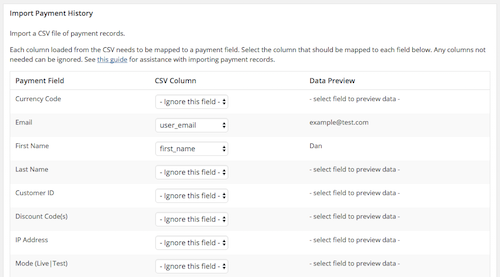 Import Payment History
Import a CSV file of payment records.
Each column loaded from the CSV needs to be mapped to a payment field. Select the column that should be mapped to each field below. Any columns not
needed can be ignored. See this guide for assistance with importing payment records.
Payment Field CSV Column Data Preview
Currency Code - Ignore this field - - select field to preview data -
Email user_email example@test.com
First Name first_name Dan
Last Name - Ignore this field - - select field to preview data -
Customer ID - Ignore this field - - select field to preview data -
Discount Code(s) - Ignore this field - - select field to preview data -
IP Address - Ignore this field - - select field to preview data -
Mode (Live|Test) - Ignore this field - - select field to preview data -